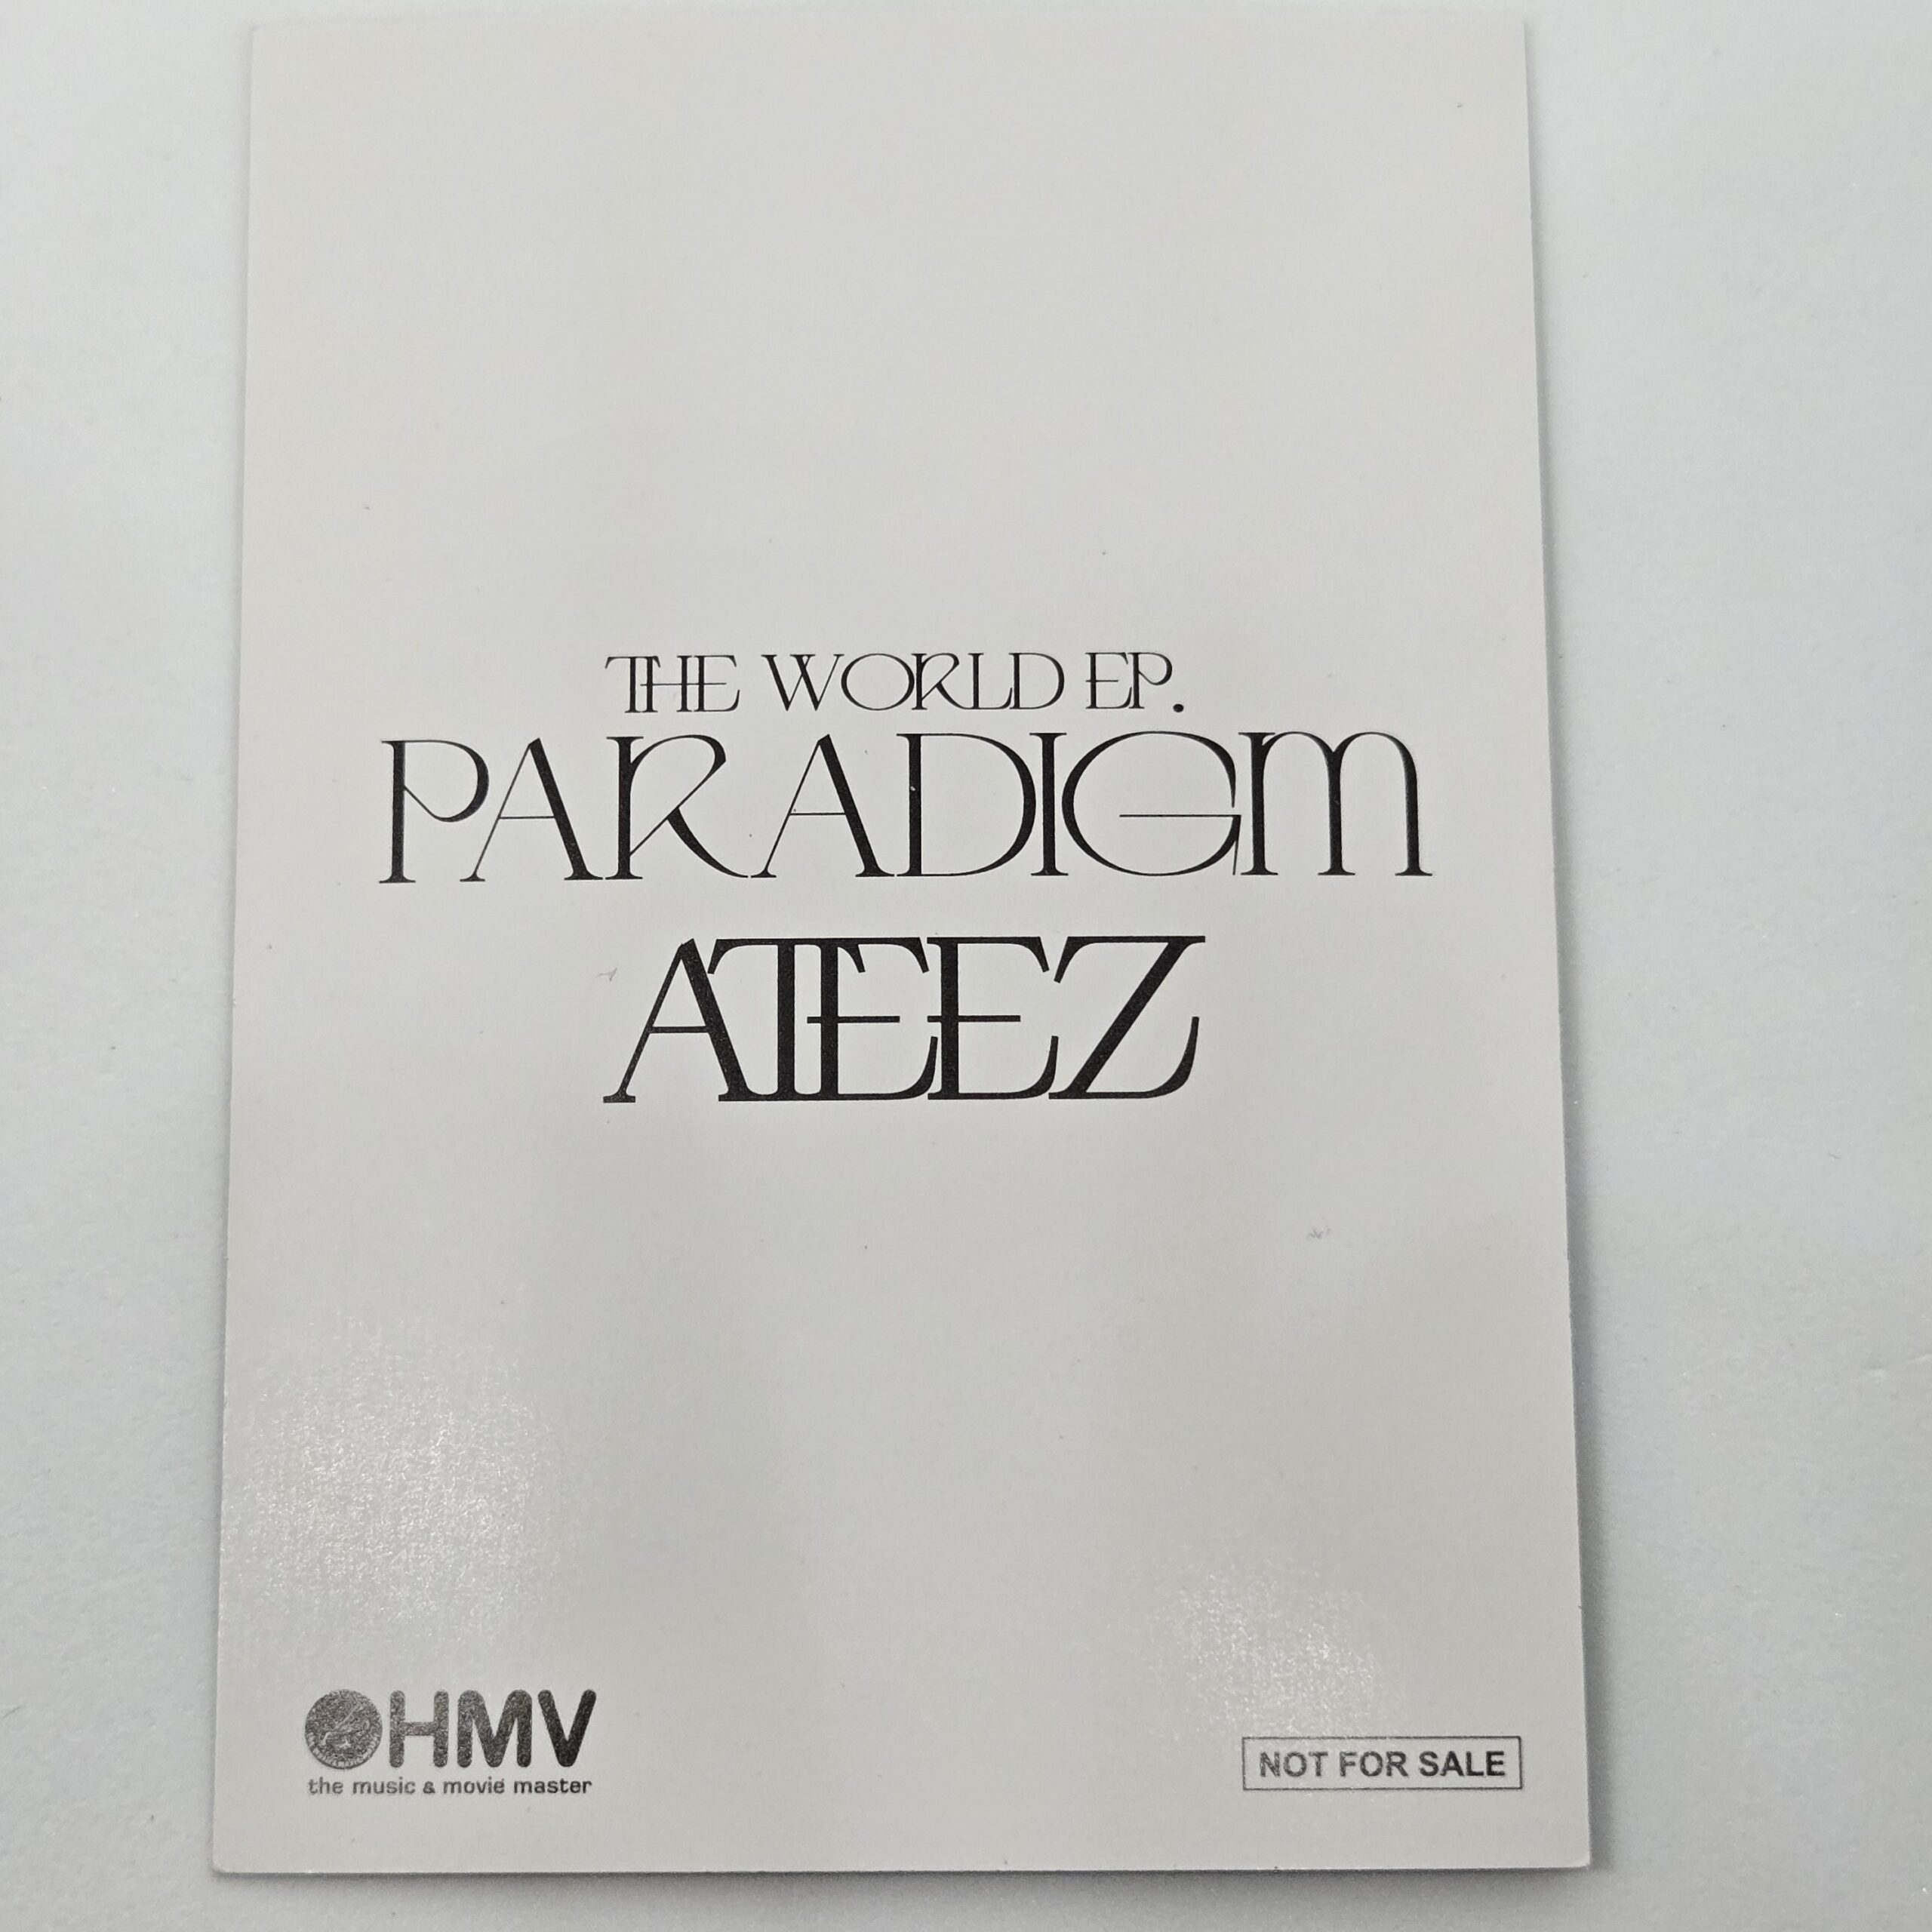 THE WORLD EP.
PARADIGM
ATEEZ
HMV
the music & movie master
NOT FOR SALE